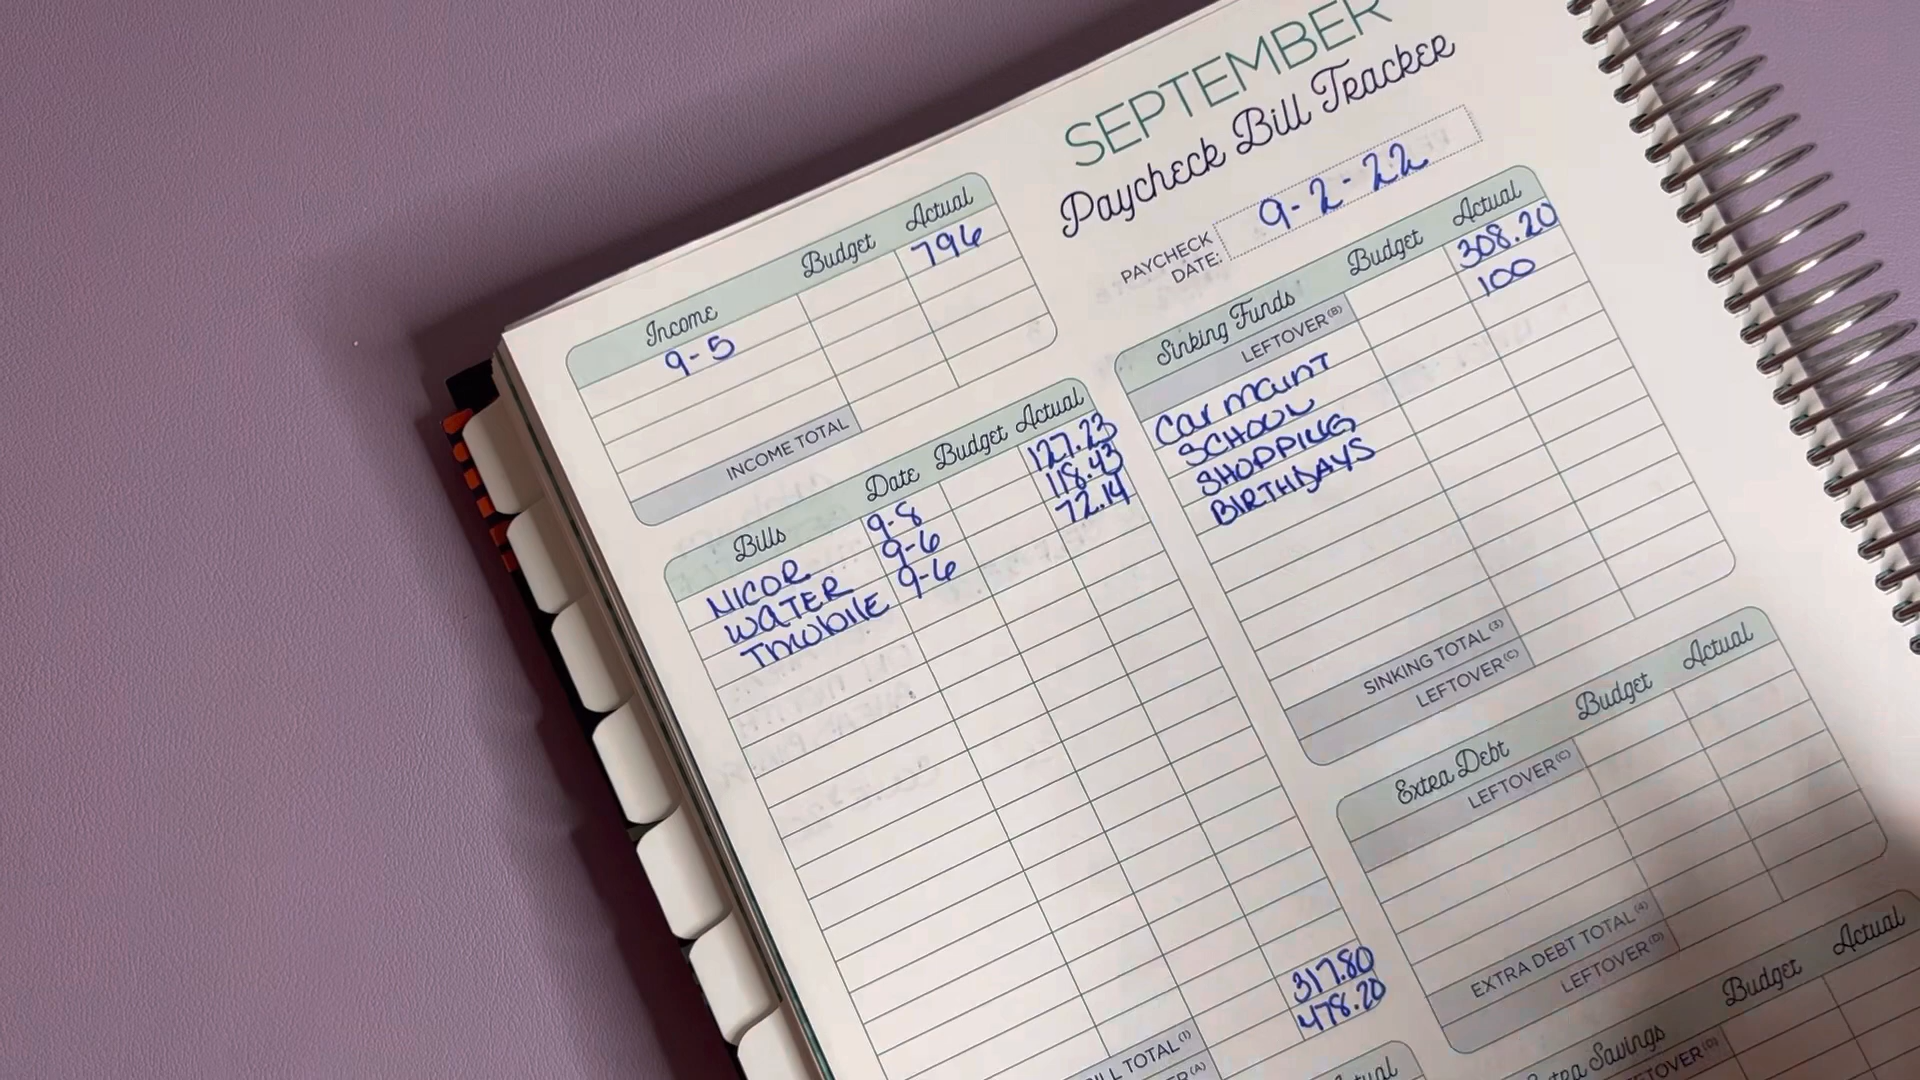 SEPTEMBER
Paycheck Bill Tracker
PAYCHECK DATE: 9-2-22
Income Budget Actual
9-5 796
INCOME TOTAL
Bills Date Budget Actual
NICOR 9-8 127.23
WATER 9-6 118.43
TMOBILE 9-6 72.14
317.80
BILL TOTAL(1) 478.20
Sinking Funds Budget Actual
LEFTOVER(B) 308.20
Car maint 100
SCHOOL
SHOPPING
BIRTHDAYS
SINKING TOTAL(3)
LEFTOVER(C)
Extra Debt Budget Actual
LEFTOVER(C)
EXTRA DEBT TOTAL(4)
LEFTOVER(D)
Extra Savings Budget Actual
LEFTOVER(D)